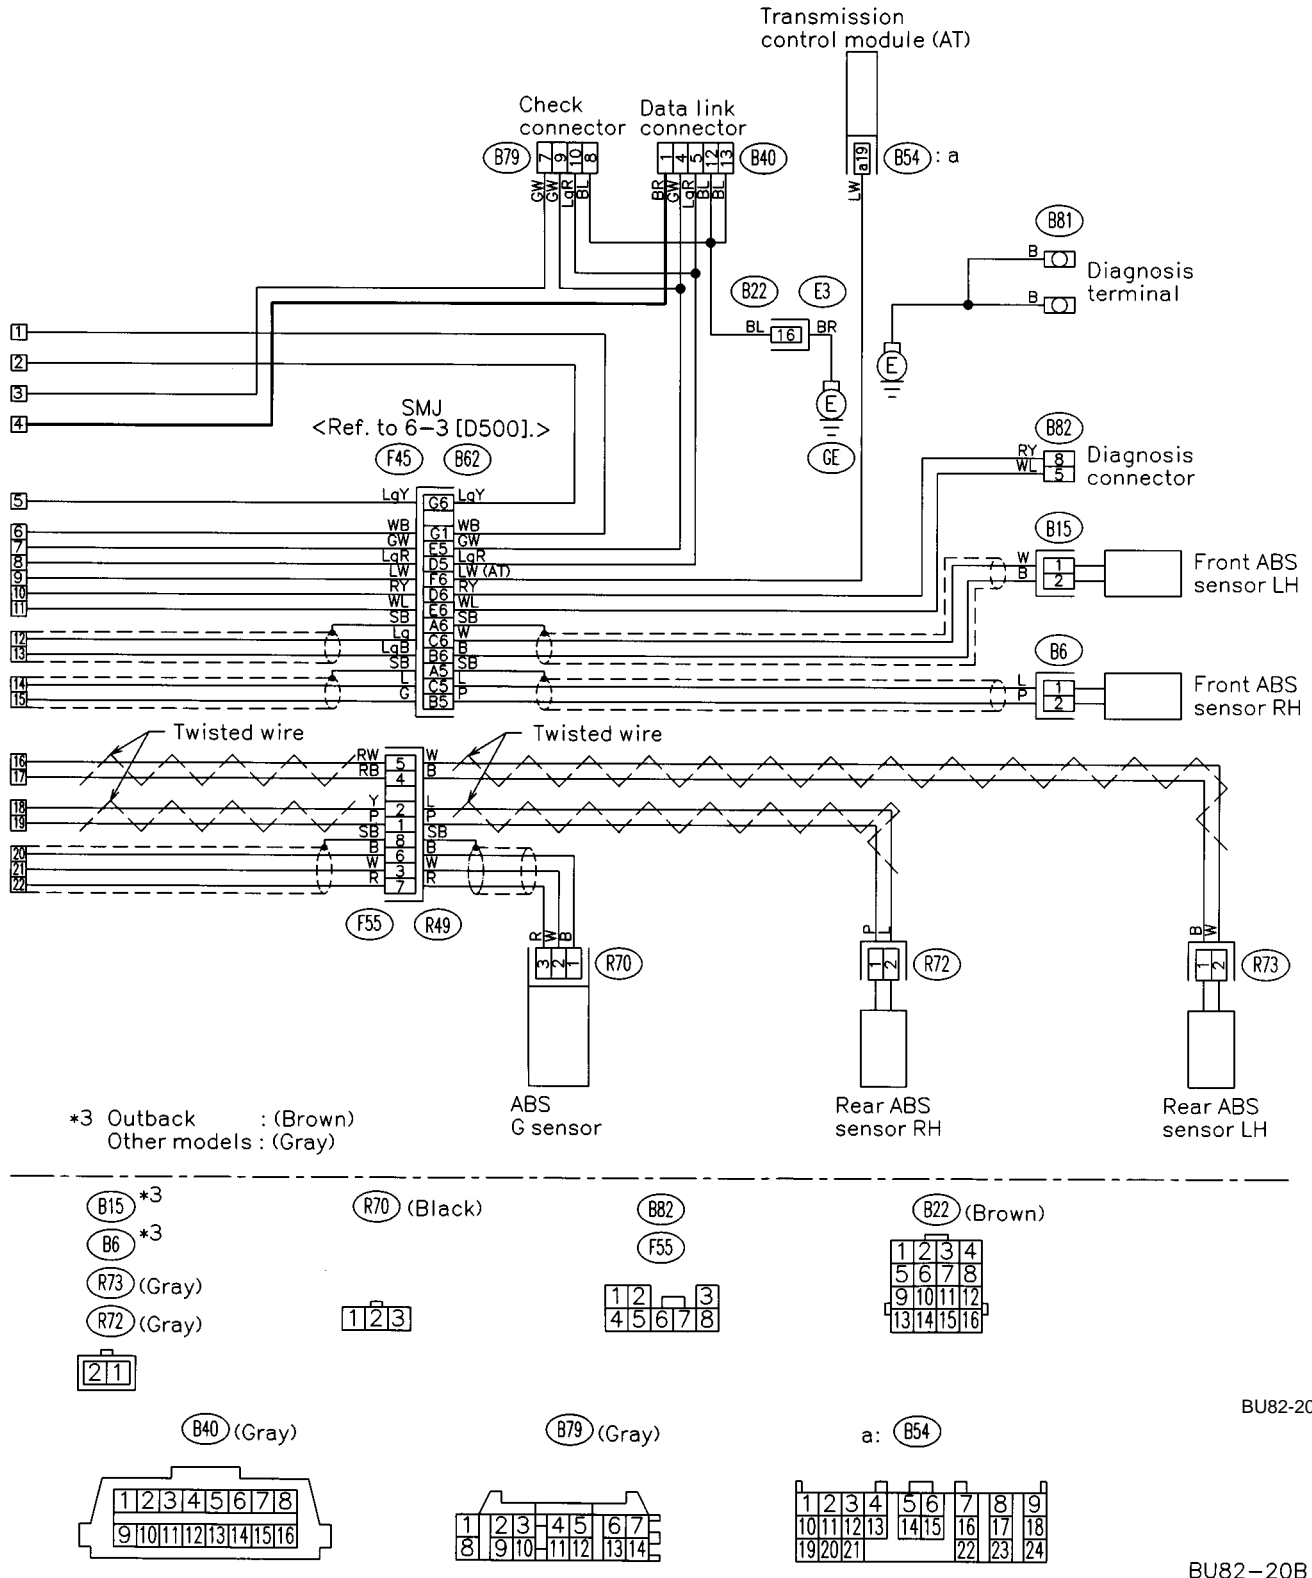 Transmission
control module (AT)
Check
connector
Data link
connector
B79
7 9 10 8
1 4 5 12 13
B40
a19
B54 : a
GW GW LgR BL
BR GW LgR BL BL
LW
B81
B
Diagnosis
terminal
B
B22
E3
BL 16 BR
E
E
GE
1
2
3
4
SMJ
<Ref. to 6-3 [D500].>
F45 B62
B82
RY 8
WL 5
Diagnosis
connector
5 LgY G6 LgY
6 WB G1 WB
7 GW E5 GW
8 LgR D5 LgR
9 LW F6 LW (AT)
10 RY D6 RY
11 WL E6 WL
SB A6 SB
12 Lg C6 W
13 LgB B6 B
SB A5 SB
14 L C5 L
15 G B5 P
B15
W 1
B 2
Front ABS
sensor LH
B6
L 1
P 2
Front ABS
sensor RH
Twisted wire
Twisted wire
16 RW 5 W
17 RB 4 B
18 Y 2 L
19 P 1 P
SB 8 SB
20 B 6 B
21 W 3 W
22 R 7 R
F55 R49
R W B
3 2 1
R70
P L
1 2
R72
B W
1 2
R73
ABS
G sensor
Rear ABS
sensor RH
Rear ABS
sensor LH
*3 Outback : (Brown)
Other models : (Gray)
B15 *3
B6 *3
R73 (Gray)
R72 (Gray)
2 1
R70 (Black)
1 2 3
B82
F55
1 2 3
4 5 6 7 8
B22 (Brown)
1 2 3 4
5 6 7 8
9 10 11 12
13 14 15 16
BU82-20
B40 (Gray)
1 2 3 4 5 6 7 8
9 10 11 12 13 14 15 16
B79 (Gray)
1 2 3 4 5 6 7
8 9 10 11 12 13 14
a: B54
1 2 3 4 5 6 7 8 9
10 11 12 13 14 15 16 17 18
19 20 21 22 23 24
BU82-20B